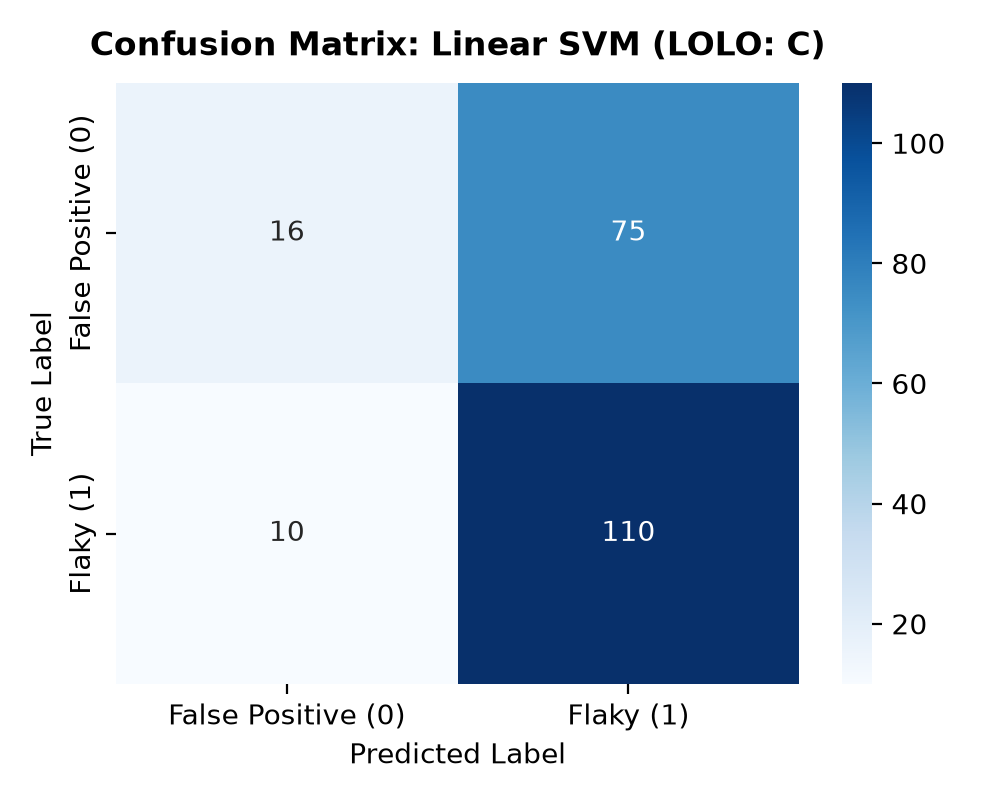 Confusion Matrix: Linear SVM (LOLO: C)
True Label
False Positive (0)
Flaky (1)
16
75
10
110
False Positive (0)
Flaky (1)
Predicted Label
100
80
60
40
20